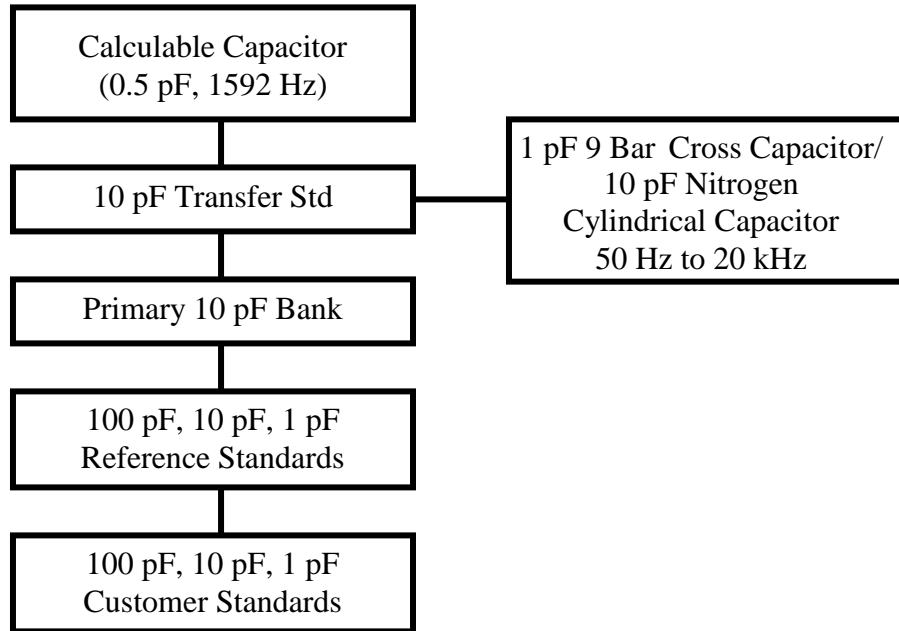 Calculable Capacitor
(0.5 pF, 1592 Hz)
10 pF Transfer Std
1 pF 9 Bar Cross Capacitor/
10 pF Nitrogen
Cylindrical Capacitor
50 Hz to 20 kHz
Primary 10 pF Bank
100 pF, 10 pF, 1 pF
Reference Standards
100 pF, 10 pF, 1 pF
Customer Standards